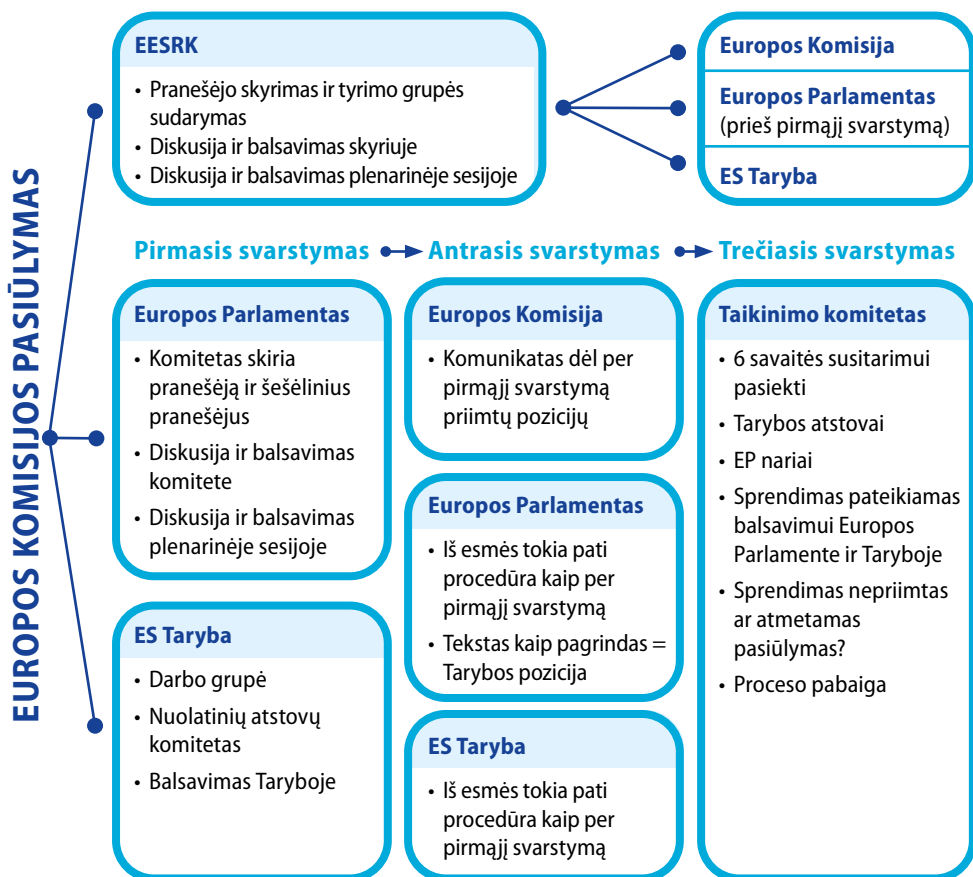 EUROPOS KOMISIJOS PASIŪLYMAS
EESRK
• Pranešėjo skyrimas ir tyrimo grupės
sudarymas
• Diskusija ir balsavimas skyriuje
• Diskusija ir balsavimas plenarinėje sesijoje
Europos Komisija
Europos Parlamentas
(prieš pirmąjį svarstymą)
ES Taryba
Pirmasis svarstymas
Antrasis svarstymas
Trečiasis svarstymas
Europos Parlamentas
• Komitetas skiria
pranešėją ir šešėlinius
pranešėjus
• Diskusija ir balsavimas
komitete
• Diskusija ir balsavimas
plenarinėje sesijoje
ES Taryba
• Darbo grupė
• Nuolatinių atstovų
komitetas
• Balsavimas Taryboje
Europos Komisija
• Komunikatas dėl per
pirmąjį svarstymą
priimtų pozicijų
Europos Parlamentas
• Iš esmės tokia pati
procedūra kaip per
pirmąjį svarstymą
• Tekstas kaip pagrindas =
Tarybos pozicija
ES Taryba
• Iš esmės tokia pati
procedūra kaip per
pirmąjį svarstymą
Taikinimo komitetas
• 6 savaitės susitarimui
pasiekti
• Tarybos atstovai
• EP nariai
• Sprendimas pateikiamas
balsavimui Europos
Parlamente ir Taryboje
• Sprendimas nepriimtas
ar atmetamas
pasiūlymas?
• Proceso pabaiga